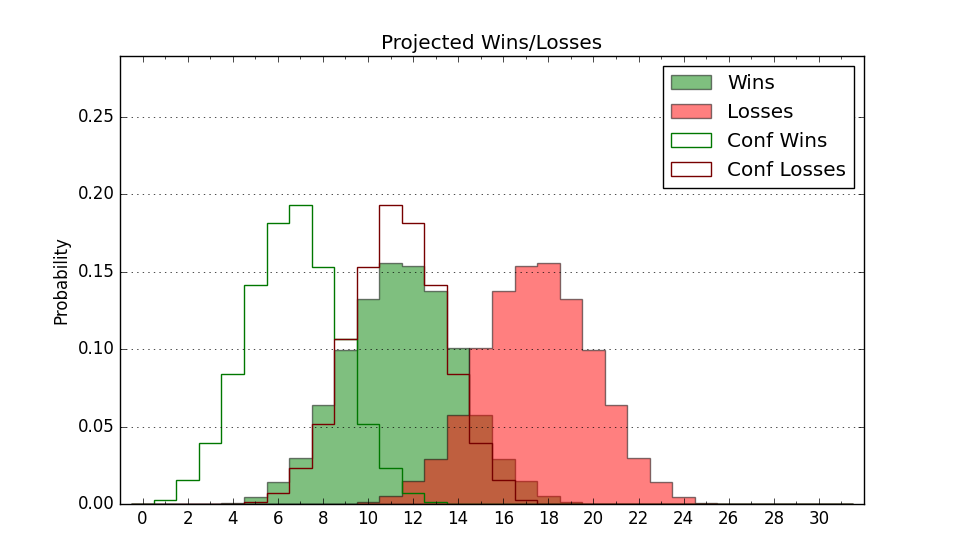 Projected Wins/Losses
Wins
Losses
Conf Wins
Conf Losses
Probability
0.25
0.20
0.15
0.10
0.05
0.00
0 2 4 6 8 10 12 14 16 18 20 22 24 26 28 30